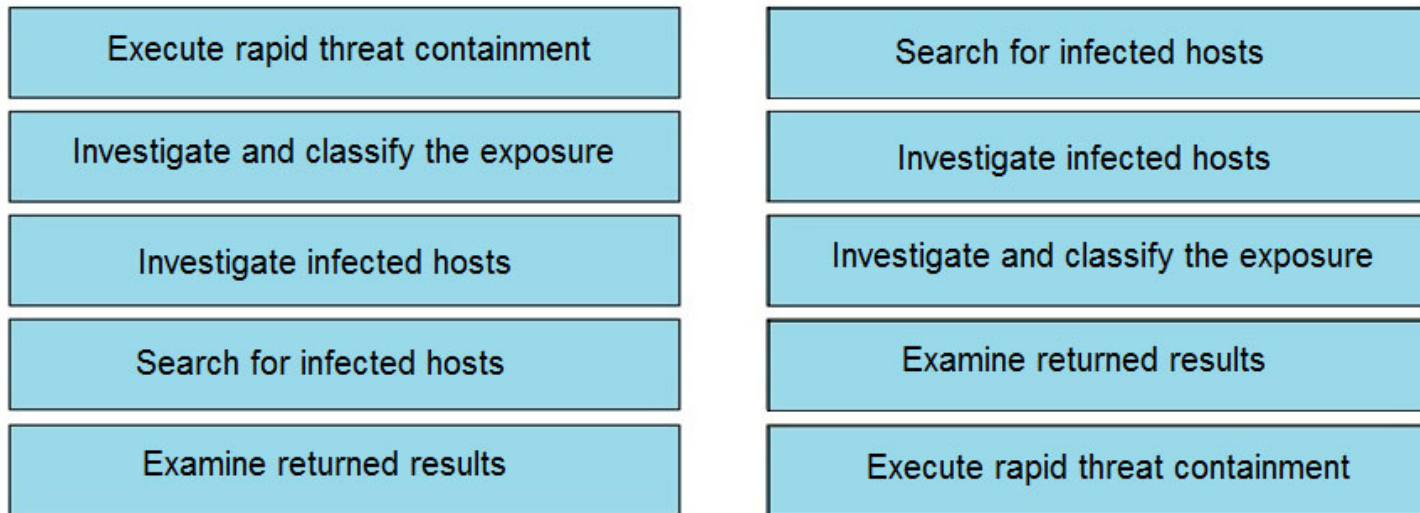 Execute rapid threat containment
Investigate and classify the exposure
Investigate infected hosts
Search for infected hosts
Examine returned results
Search for infected hosts
Investigate infected hosts
Investigate and classify the exposure
Examine returned results
Execute rapid threat containment